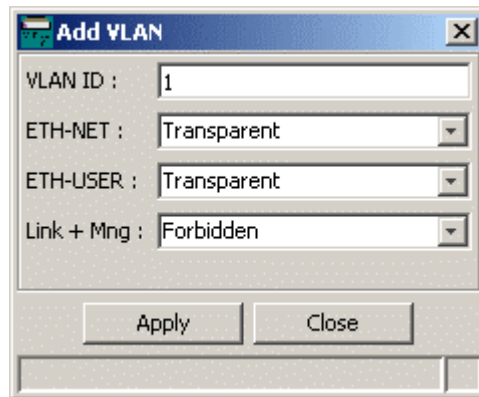 Add VLAN
VLAN ID : 1
ETH-NET : Transparent
ETH-USER : Transparent
Link + Mng : Forbidden
Apply Close